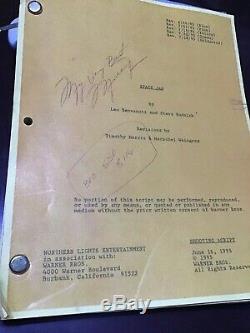 SPACE JAM
by
Leo Benvenuti and Steve Rudnick
Revisions by
Timothy Harris & Herschel Weingrod
No portion of this script may be performed, reproduced,
or used by any means, or quoted or published in any
medium without the prior written consent of Warner Bros.
NORTHERN LIGHTS ENTERTAINMENT
in association with:
WARNER BROS.
4000 Warner Boulevard
Burbank, California 91522
SHOOTING SCRIPT
June 16, 1995
© 1995
WARNER BROS.
All Rights Reserved